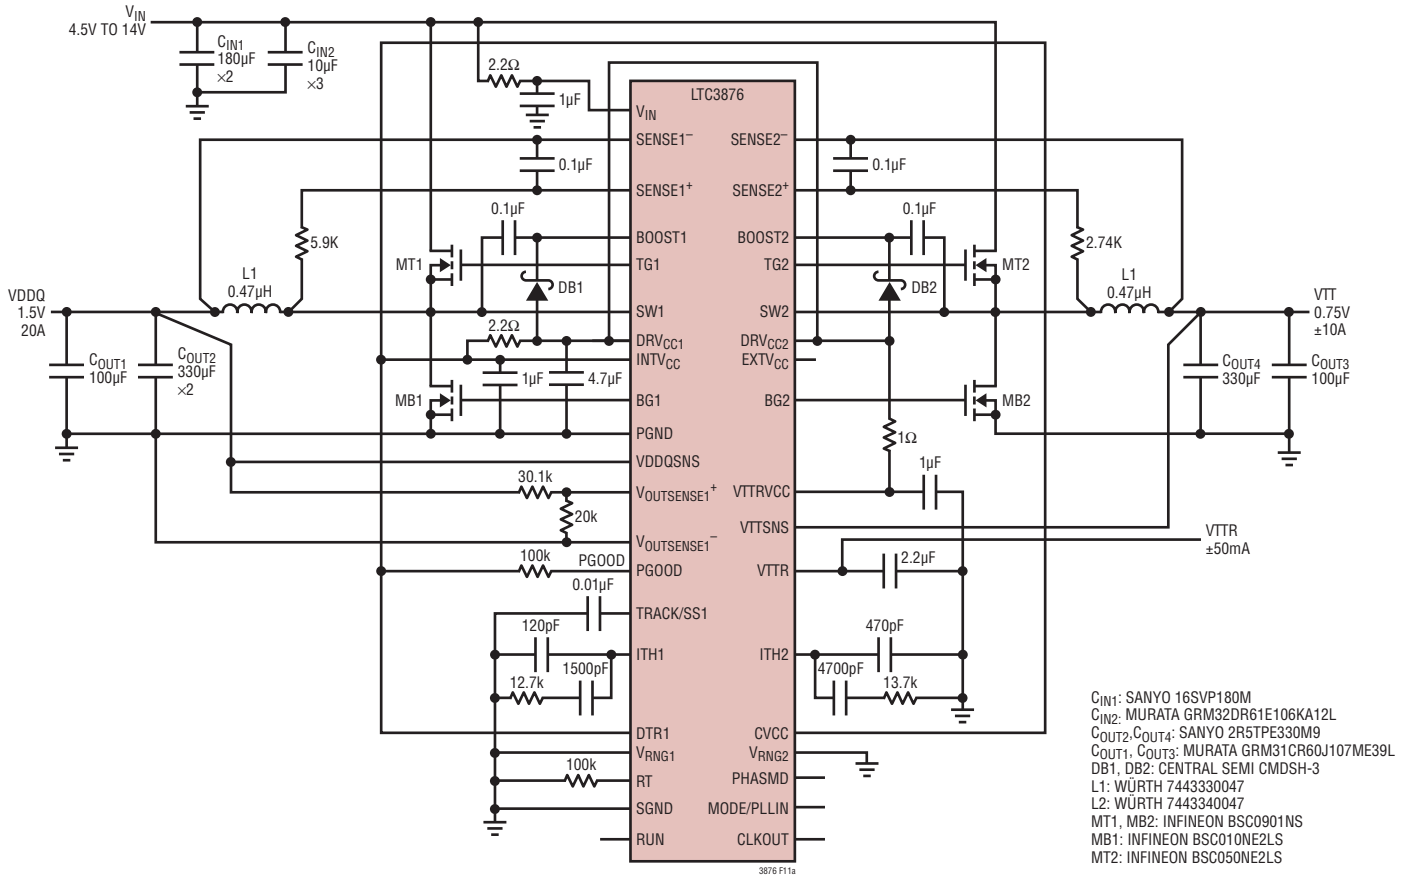 VIN
4.5V TO 14V
CIN1
180µF
×2
CIN2
10µF
×3
2.2Ω
1µF
LTC3876
VIN
SENSE1–
SENSE2–
0.1µF
0.1µF
SENSE1+
SENSE2+
0.1µF
0.1µF
5.9K
2.74K
BOOST1
BOOST2
MT1
TG1
TG2
MT2
L1
0.47µH
DB1
DB2
L1
0.47µH
VDDQ
1.5V
20A
VTT
0.75V
±10A
SW1
SW2
2.2Ω
DRVCC1
DRVCC2
INTVCC
EXTVCC
COUT1
100µF
COUT2
330µF
×2
1µF
4.7µF
COUT4
330µF
COUT3
100µF
MB1
BG1
BG2
MB2
PGND
1Ω
VDDQSNS
1µF
30.1k
VOUTSENSE1+
VTTRVCC
20k
VTTSNS
VTTR
±50mA
VOUTSENSE1–
100k
PGOOD
PGOOD
VTTR
2.2µF
0.01µF
TRACK/SS1
120pF
470pF
ITH1
ITH2
1500pF
4700pF
12.7k
13.7k
DTR1
CVCC
VRNG1
VRNG2
100k
RT
PHASMD
SGND
MODE/PLLIN
RUN
CLKOUT
3876 F11a
CIN1: SANYO 16SVP180M
CIN2: MURATA GRM32DR61E106KA12L
COUT2,COUT4: SANYO 2R5TPE330M9
COUT1, COUT3: MURATA GRM31CR60J107ME39L
DB1, DB2: CENTRAL SEMI CMDSH-3
L1: WÜRTH 7443330047
L2: WÜRTH 7443340047
MT1, MB2: INFINEON BSC0901NS
MB1: INFINEON BSC010NE2LS
MT2: INFINEON BSC050NE2LS